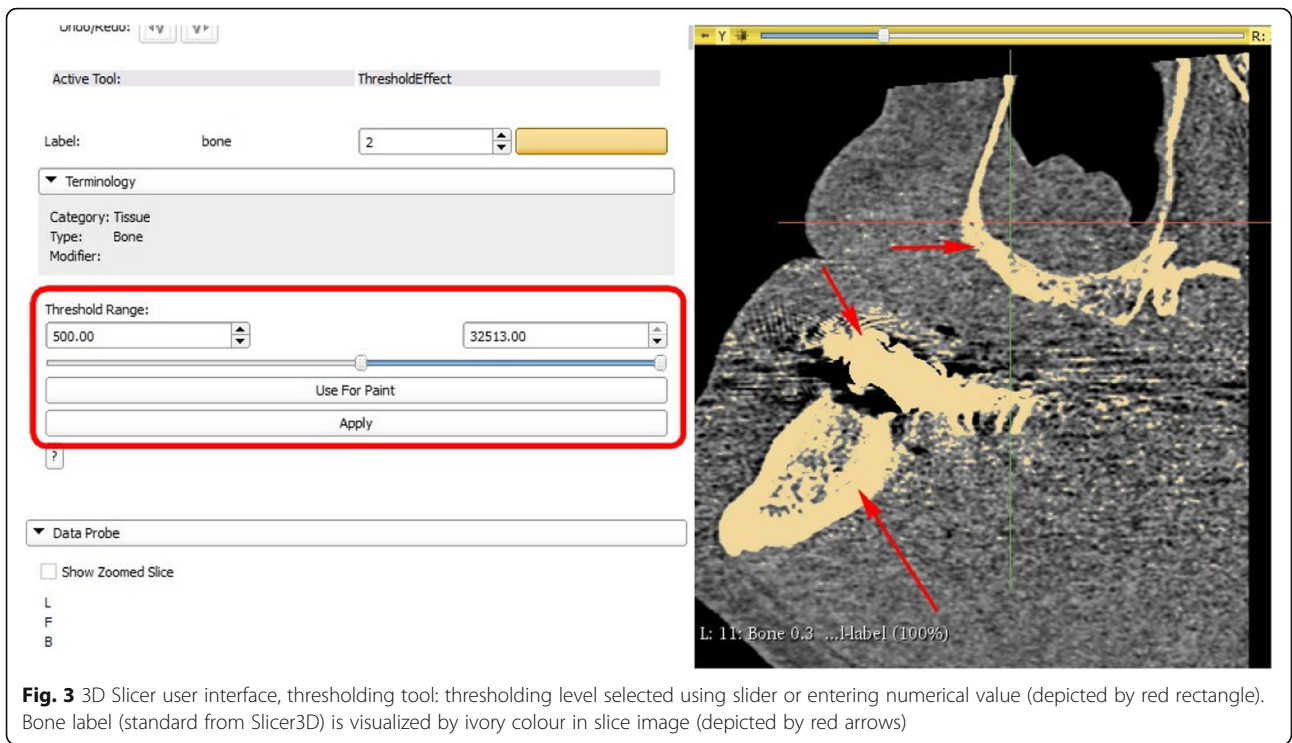 Undo/Redo:
Active Tool: ThresholdEffect
Label: bone 2
Terminology
Category: Tissue
Type: Bone
Modifier:
Threshold Range:
500.00 32513.00
Use For Paint
Apply
?
Data Probe
Show Zoomed Slice
L
F
B
Y R:
L: 11: Bone 0.3 ...l-label (100%)
Fig. 3 3D Slicer user interface, thresholding tool: thresholding level selected using slider or entering numerical value (depicted by red rectangle).
Bone label (standard from Slicer3D) is visualized by ivory colour in slice image (depicted by red arrows)